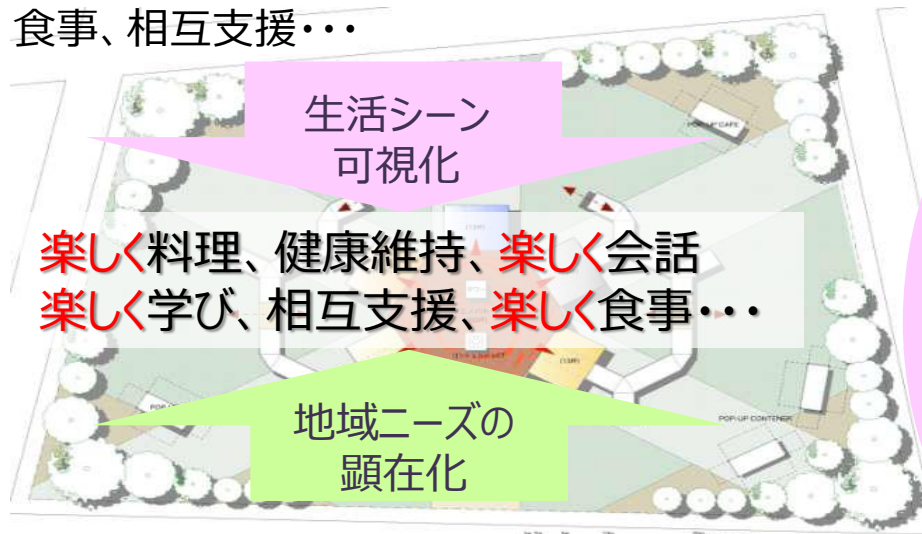 食事、相互支援・・・
生活シーン
可視化
POP-UP CAFE
楽しく料理、健康維持、楽しく会話
楽しく学び、相互支援、楽しく食事・・・
地域ニーズの
顕在化
POP-UP CONTENER